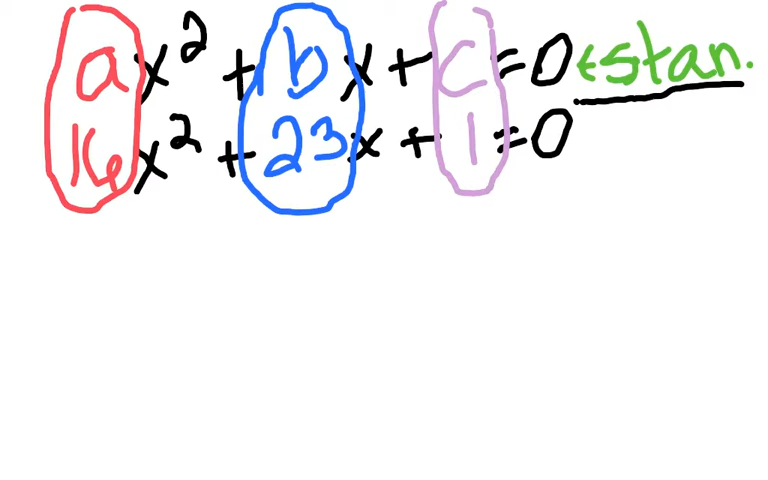 ax² + bx + c = 0 ← stan.
16x² + 23x + 1 = 0